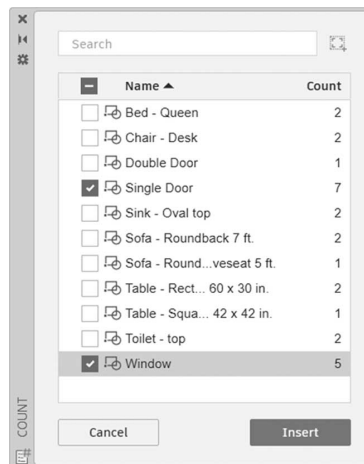 Search
Name Count
Bed - Queen 2
Chair - Desk 2
Double Door 1
Single Door 7
Sink - Oval top 2
Sofa - Roundback 7 ft. 2
Sofa - Round...veseat 5 ft. 1
Table - Rect... 60 x 30 in. 2
Table - Squa... 42 x 42 in. 1
Toilet - top 2
Window 5
COUNT
Cancel Insert